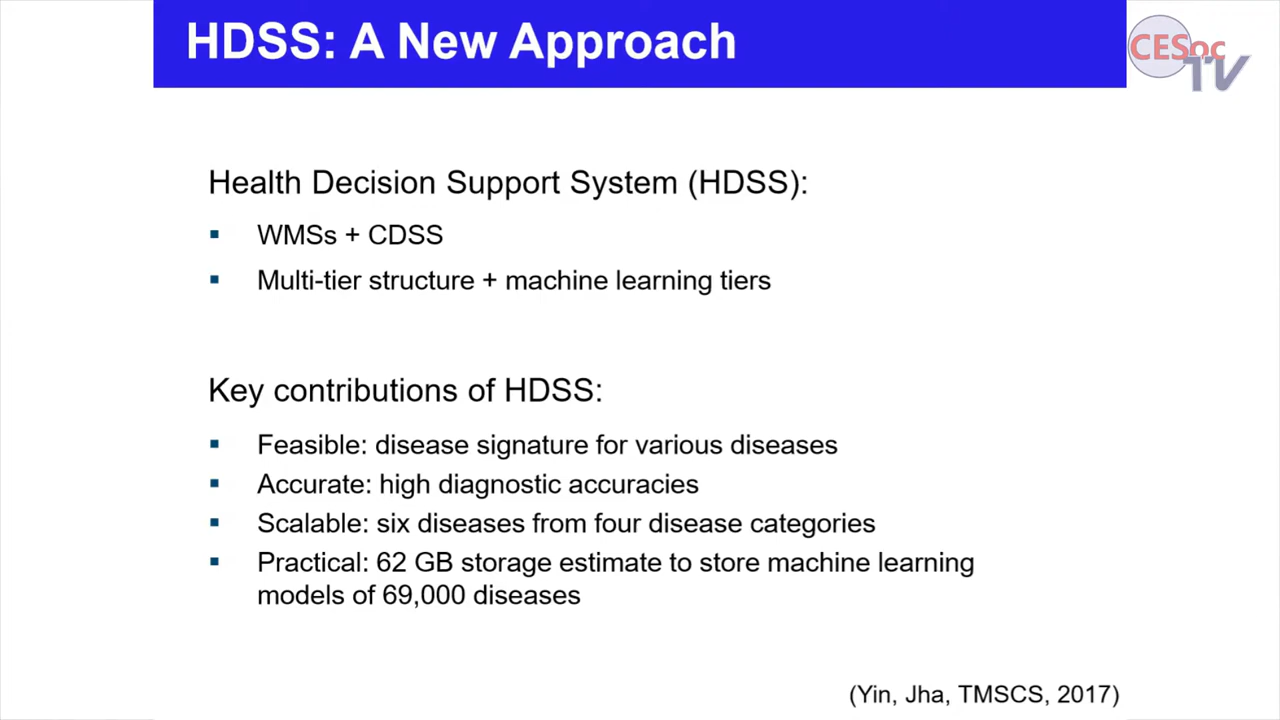 HDSS: A New Approach
CESoc
TV
Health Decision Support System (HDSS):
▪ WMSs + CDSS
▪ Multi-tier structure + machine learning tiers
Key contributions of HDSS:
▪ Feasible: disease signature for various diseases
▪ Accurate: high diagnostic accuracies
▪ Scalable: six diseases from four disease categories
▪ Practical: 62 GB storage estimate to store machine learning
models of 69,000 diseases
(Yin, Jha, TMSCS, 2017)